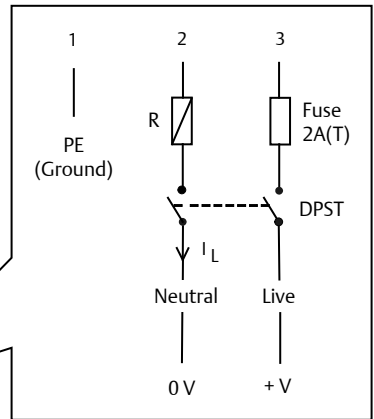 1 2 3
R
Fuse
2A(T)
PE
(Ground)
DPST
I L
Neutral Live
0 V + V